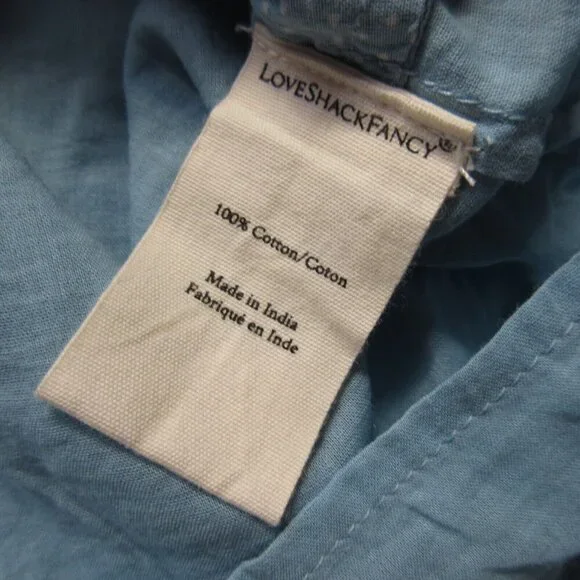 LOVESHACKFANCY®
100% Cotton/Coton
Made in India
Fabriqué en Inde